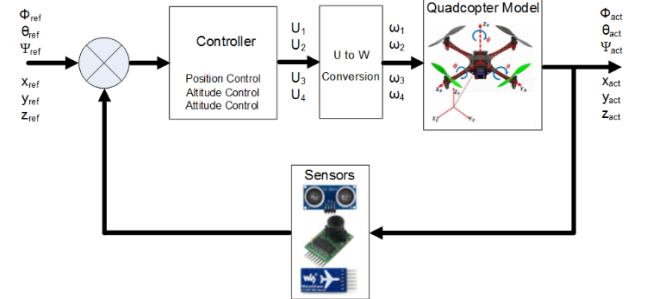 Φref
θref
Ψref
xref
yref
zref
Controller
Position Control
Altitude Control
Attitude Control
U1
U2
U3
U4
U to W
Conversion
ω1
ω2
ω3
ω4
Quadcopter Model
Φact
θact
Ψact
xact
yact
zact
Sensors